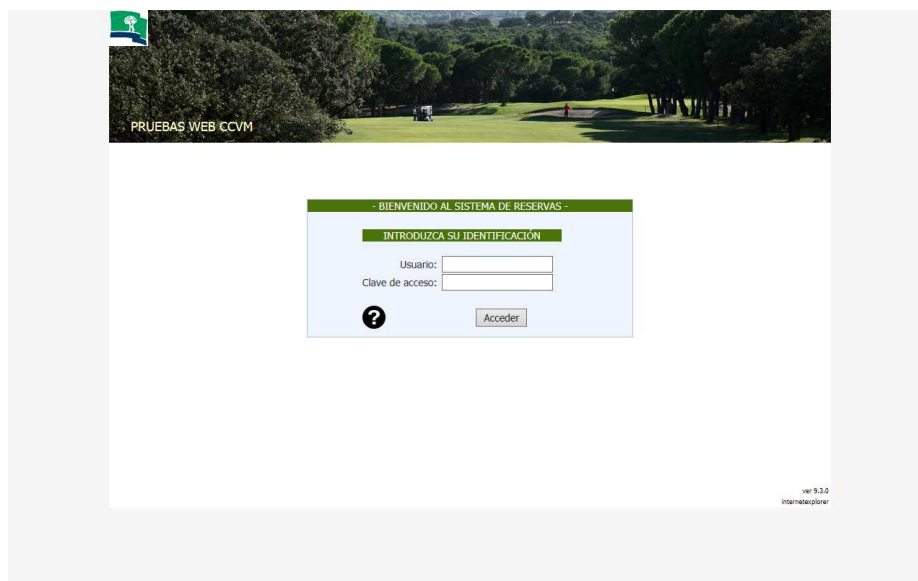 PRUEBAS WEB CCVM
- BIENVENIDO AL SISTEMA DE RESERVAS -
INTRODUZCA SU IDENTIFICACIÓN
Usuario:
Clave de acceso:
?
Acceder
ver 9.3.0
internetexplorer